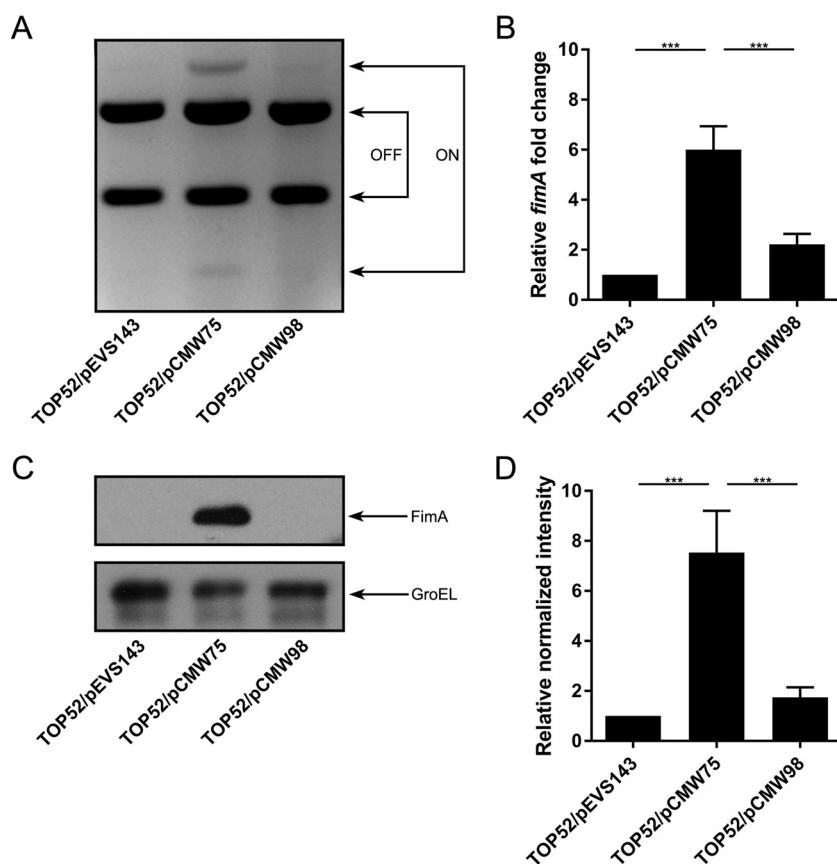 A
OFF
ON
TOP52/pEVS143
TOP52/pCMW75
TOP52/pCMW98
B
***
***
Relative fimA fold change
10
8
6
4
2
0
TOP52/pEVS143
TOP52/pCMW75
TOP52/pCMW98
C
FimA
GroEL
TOP52/pEVS143
TOP52/pCMW75
TOP52/pCMW98
D
***
***
Relative normalized intensity
10
8
6
4
2
0
TOP52/pEVS143
TOP52/pCMW75
TOP52/pCMW98